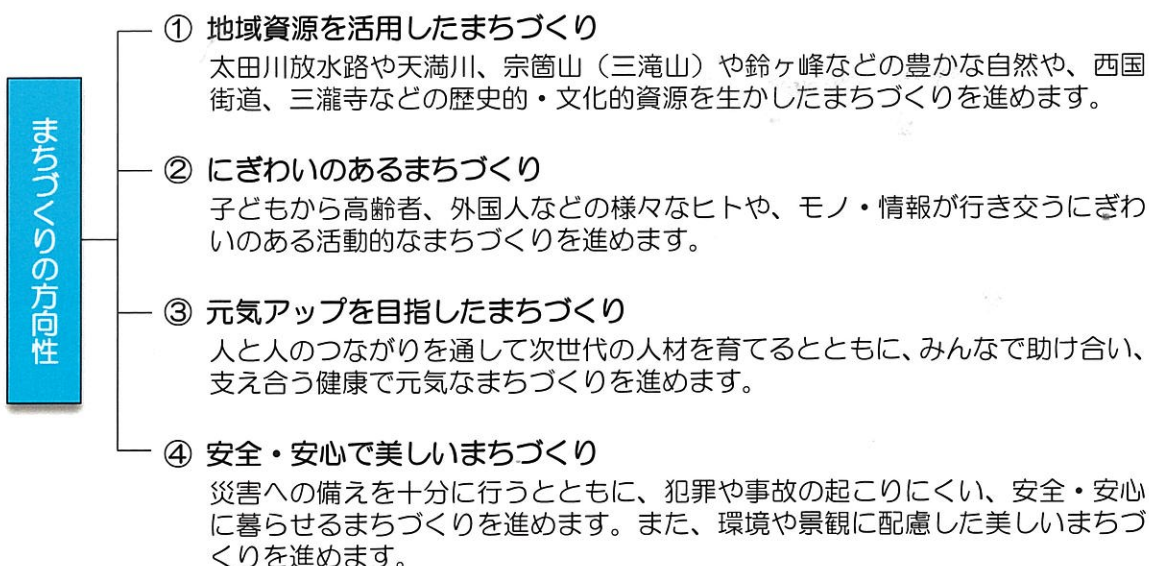 まちづくりの方向性
① 地域資源を活用したまちづくり
太田川放水路や天満川、宗箇山（三滝山）や鈴ヶ峰などの豊かな自然や、西国
街道、三瀧寺などの歴史的・文化的資源を生かしたまちづくりを進めます。
② にぎわいのあるまちづくり
子どもから高齢者、外国人などの様々なヒトや、モノ・情報が行き交うにぎわ
いのある活動的なまちづくりを進めます。
③ 元気アップを目指したまちづくり
人と人のつながりを通して次世代の人材を育てるとともに、みんなで助け合い、
支え合う健康で元気なまちづくりを進めます。
④ 安全・安心で美しいまちづくり
災害への備えを十分に行うとともに、犯罪や事故の起こりにくい、安全・安心
に暮らせるまちづくりを進めます。また、環境や景観に配慮した美しいまちづ
くりを進めます。